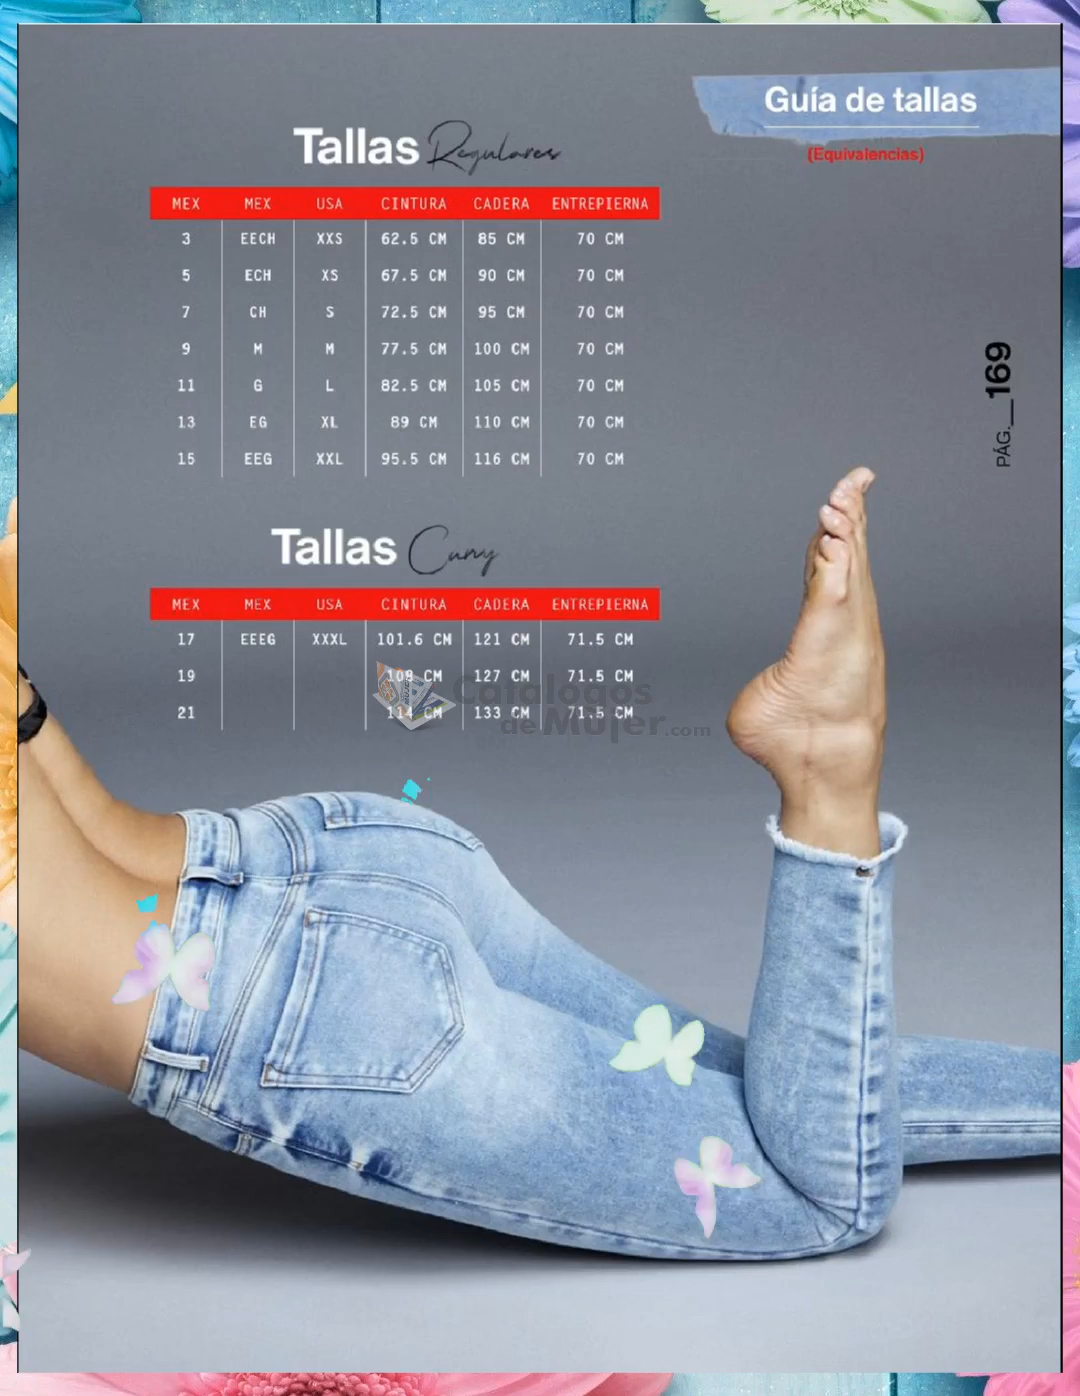 Guía de tallas
(Equivalencias)
Tallas Regulares
MEX MEX USA CINTURA CADERA ENTREPIERNA
3 EECH XXS 62.5 CM 85 CM 70 CM
5 ECH XS 67.5 CM 90 CM 70 CM
7 CH S 72.5 CM 95 CM 70 CM
9 M M 77.5 CM 100 CM 70 CM
11 G L 82.5 CM 105 CM 70 CM
13 EG XL 89 CM 110 CM 70 CM
15 EEG XXL 95.5 CM 116 CM 70 CM
PÁG.__169
Tallas Curvy
MEX MEX USA CINTURA CADERA ENTREPIERNA
17 EEEG XXXL 101.6 CM 121 CM 71.5 CM
19 108 CM 127 CM 71.5 CM
21 114 CM 133 CM 71.5 CM
Catalogos
deMujer.com